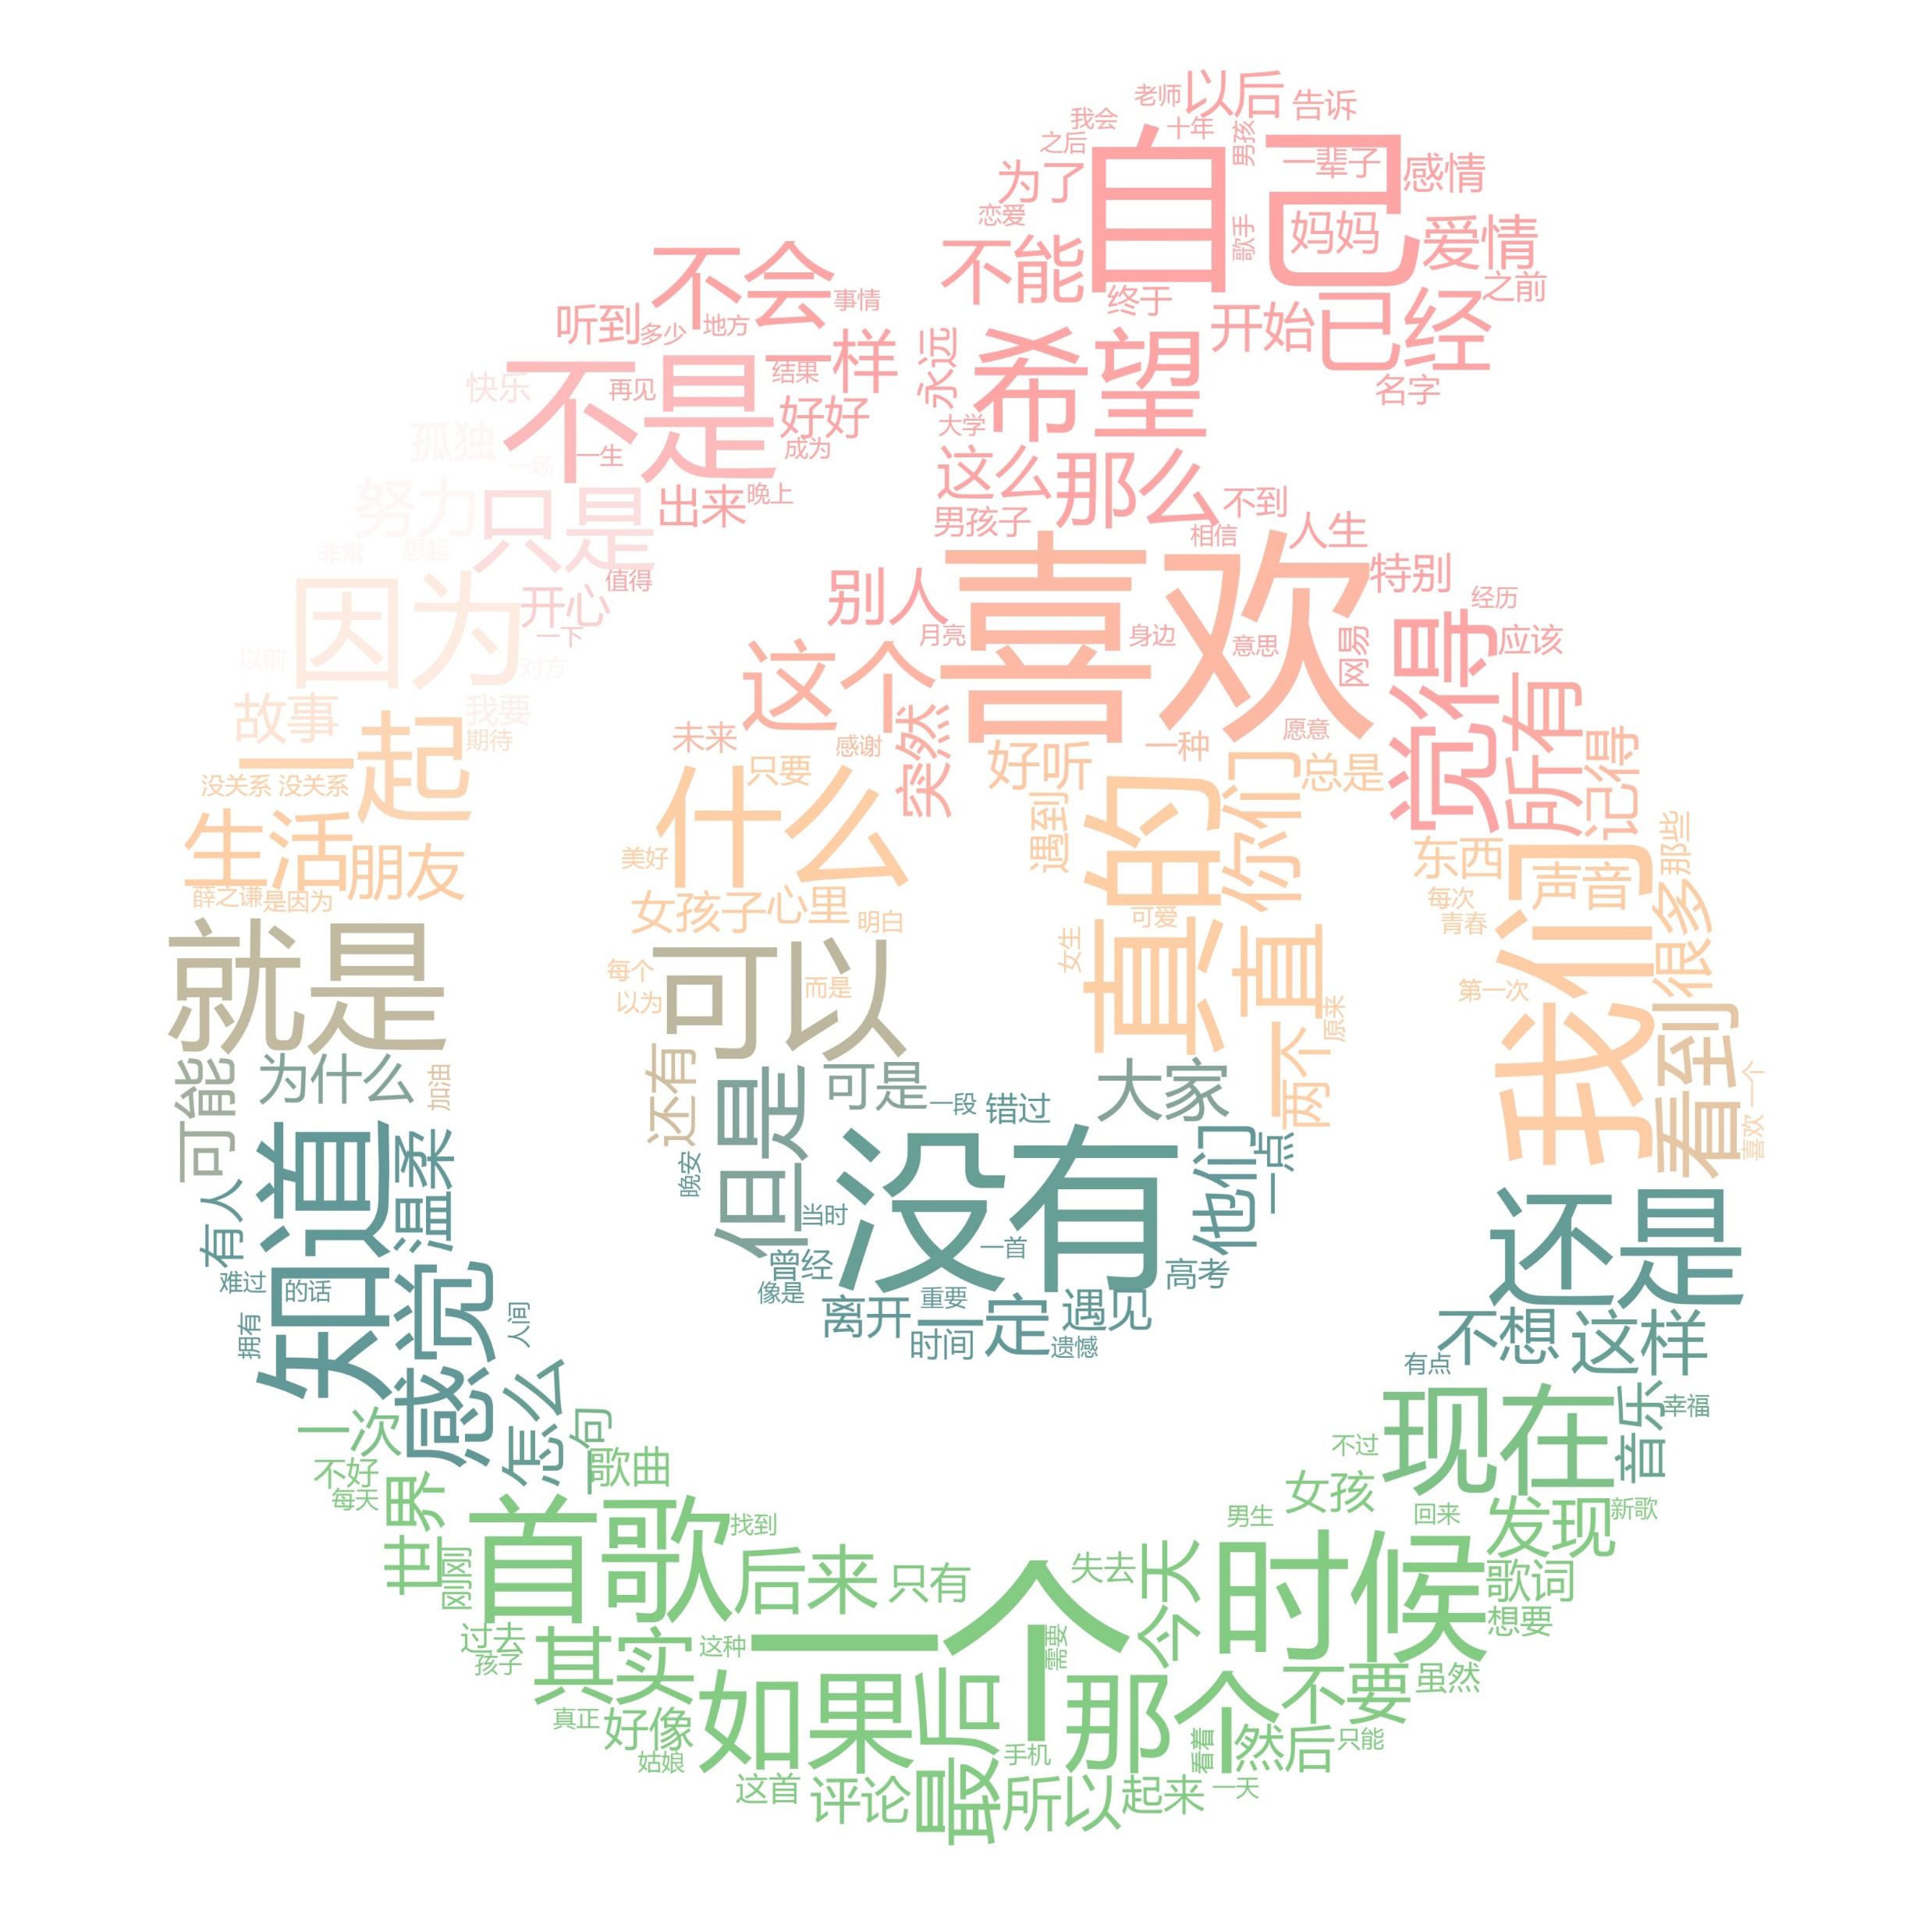 老师
以后
告诉
我会
十年
男孩
之后
一辈子
感情
为了
自己
恋爱
歌手
妈妈
爱情
不会
不能
之前
事情
终于
开始
已经
听到
多少
地方
一样
永远
希望
名字
不是
再见
结果
快乐
好好
大学
孤独
一场
一生
成为
这么
那么
努力
只是
出来
晚上
男孩子
不到
相信
人生
非常
想起
喜欢
特别
因为
开心
值得
别人
经历
一下
月亮
身边
意思
网易
觉得
应该
以前
对方
这个
故事
我要
期待
未来
感谢
突然
好听
一种
愿意
所有
记得
一起
没关系
没关系
什么
只要
遇到
真的
你们
总是
生活
朋友
美好
东西
声音
那些
薛之谦
是因为
女孩子
心里
明白
可爱
每次
青春
我们
很多
就是
可以
每个
以为
而是
女生
一直
原来
第一次
看到
可能
为什么
加油
还有
但是
可是
一段
错过
大家
两个
喜欢一个
知道
温柔
晚安
没有
他们
一点
有人
当时
一首
还是
难过
的话
感觉
人间
曾经
像是
高考
拥有
离开
重要
一定
遇见
时间
遗憾
不想
这样
有点
怎么
一句
现在
音乐
幸福
一次
不好
每天
世界
歌曲
不过
女孩
首歌
找到
男生
回来
发现
新歌
刚刚
后来
只有
一个
失去
今天
时候
歌词
想要
过去
孩子
其实
这种
需要
不要
虽然
真正
好像
如果
最后
那个
看着
然后
只能
姑娘
手机
这首
评论
所以
起来
一天